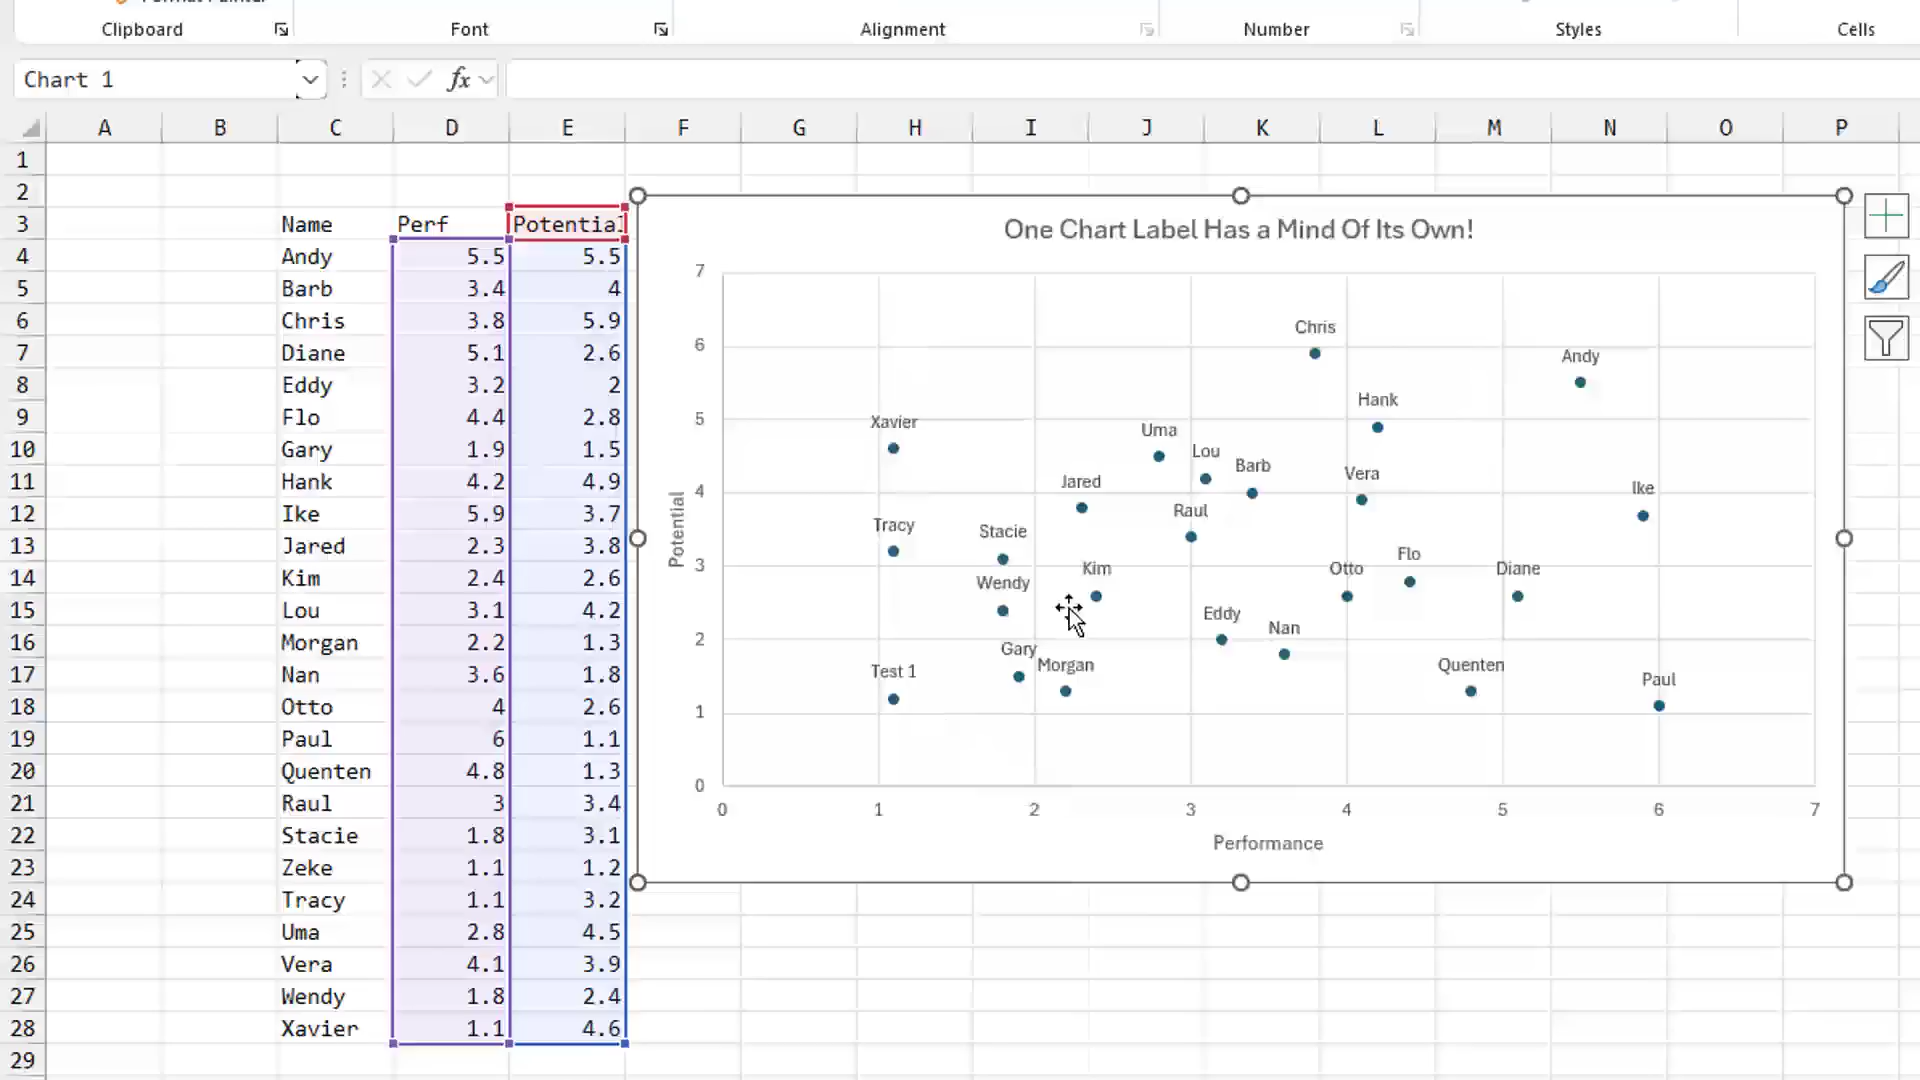 Clipboard Font Alignment Number Styles Cells
Chart 1 fx
A B C D E F G H I J K L M N O P
1
2
3 Name Perf Potential
4 Andy 5.5 5.5
5 Barb 3.4 4
6 Chris 3.8 5.9
7 Diane 5.1 2.6
8 Eddy 3.2 2
9 Flo 4.4 2.8
10 Gary 1.9 1.5
11 Hank 4.2 4.9
12 Ike 5.9 3.7
13 Jared 2.3 3.8
14 Kim 2.4 2.6
15 Lou 3.1 4.2
16 Morgan 2.2 1.3
17 Nan 3.6 1.8
18 Otto 4 2.6
19 Paul 6 1.1
20 Quenten 4.8 1.3
21 Raul 3 3.4
22 Stacie 1.8 3.1
23 Zeke 1.1 1.2
24 Tracy 1.1 3.2
25 Uma 2.8 4.5
26 Vera 4.1 3.9
27 Wendy 1.8 2.4
28 Xavier 1.1 4.6
29
One Chart Label Has a Mind Of Its Own!
7
Chris
6
Andy
Hank
5
Xavier
Uma
Lou
Barb
Vera
Jared
4
Ike
Raul
Tracy
Stacie
Flo
3
Kim
Otto
Diane
Wendy
Eddy
Nan
2
Gary
Morgan
Quenten
Test 1
Paul
1
0
0 1 2 3 4 5 6 7
Potential
Performance